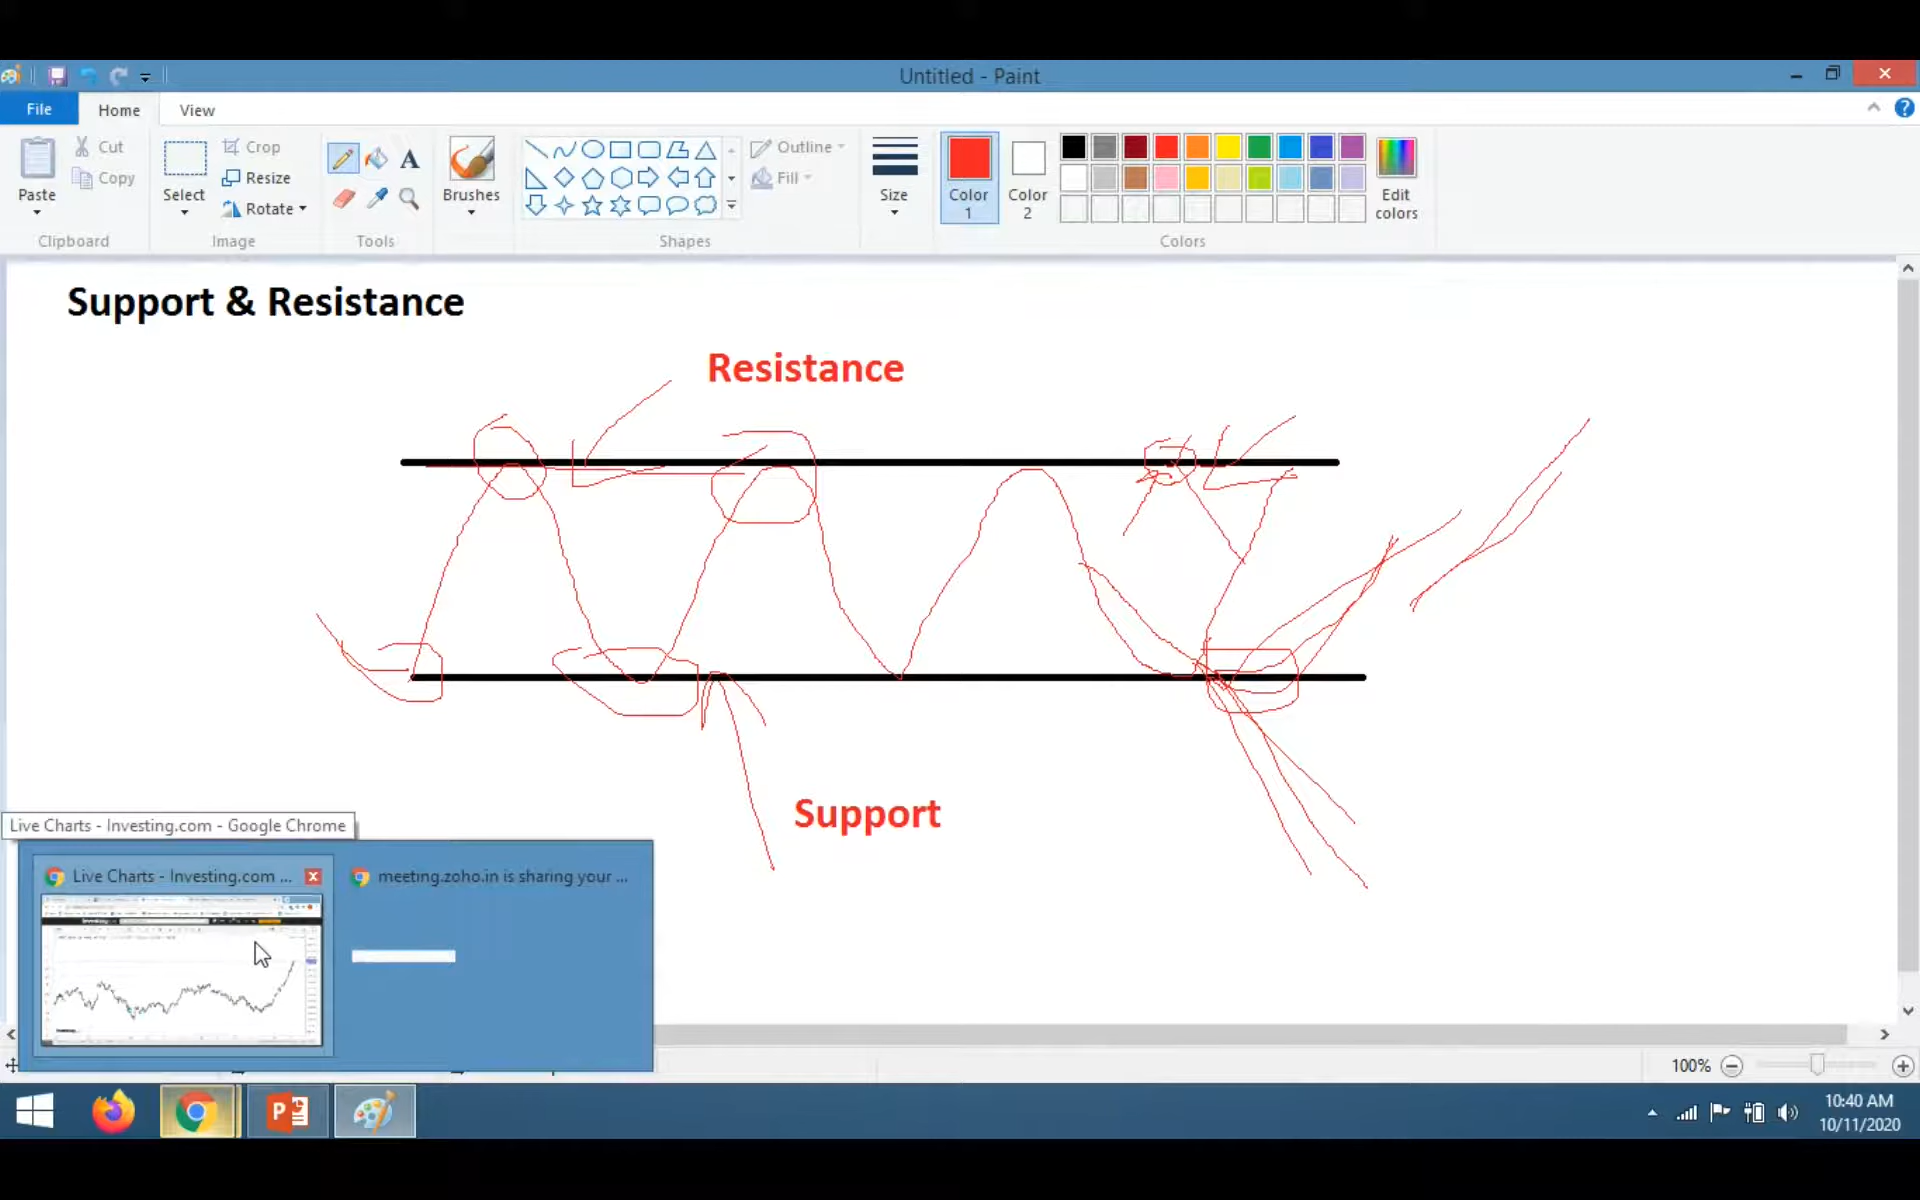 Untitled - Paint
File Home View
Paste
Cut
Copy
Clipboard
Select
Crop
Resize
Rotate
Image
A
Tools
Brushes
Outline
Fill
Shapes
Size
Color 1
Color 2
Edit colors
Colors
Support & Resistance
Resistance
Support
Live Charts - Investing.com - Google Chrome
Live Charts - Investing.com ...
meeting.zoho.in is sharing your ...
100%
10:40 AM
10/11/2020